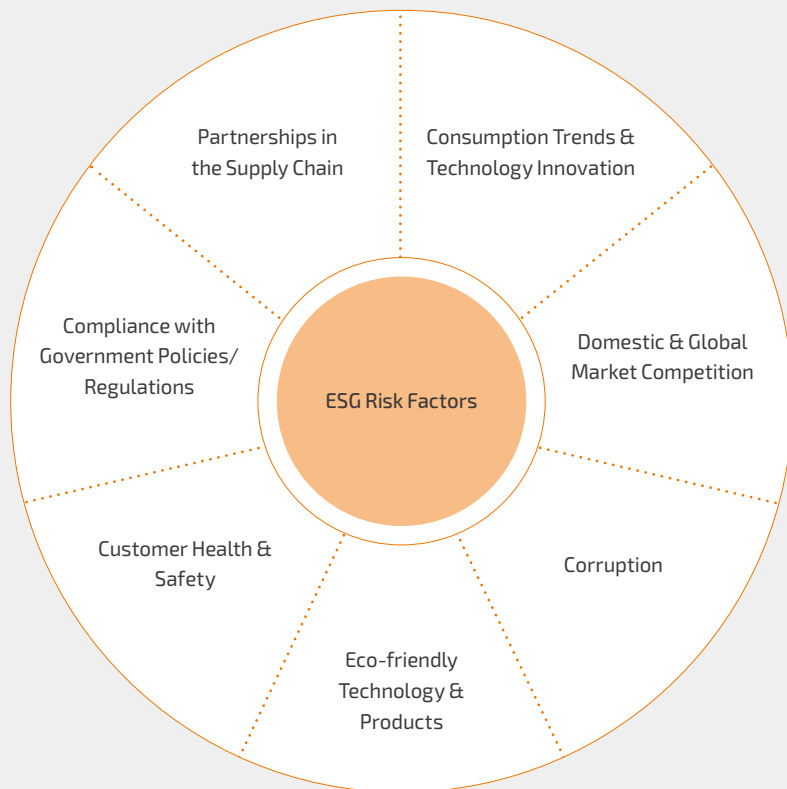 Partnerships in
the Supply Chain
Consumption Trends &
Technology Innovation
Compliance with
Government Policies/
Regulations
Domestic & Global
Market Competition
ESG Risk Factors
Customer Health &
Safety
Corruption
Eco-friendly
Technology &
Products